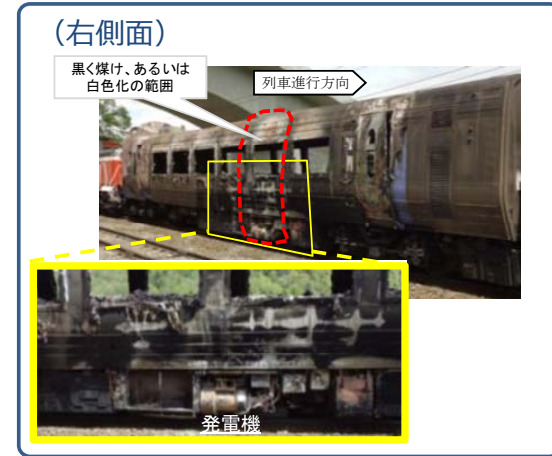 （右側面）
黒く煤け、あるいは
白色化の範囲
列車進行方向
発電機